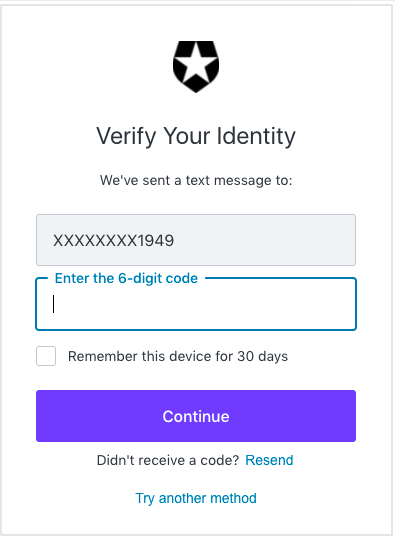 Verify Your Identity
We've sent a text message to:
XXXXXXXX1949
Enter the 6-digit code
Remember this device for 30 days
Continue
Didn't receive a code? Resend
Try another method